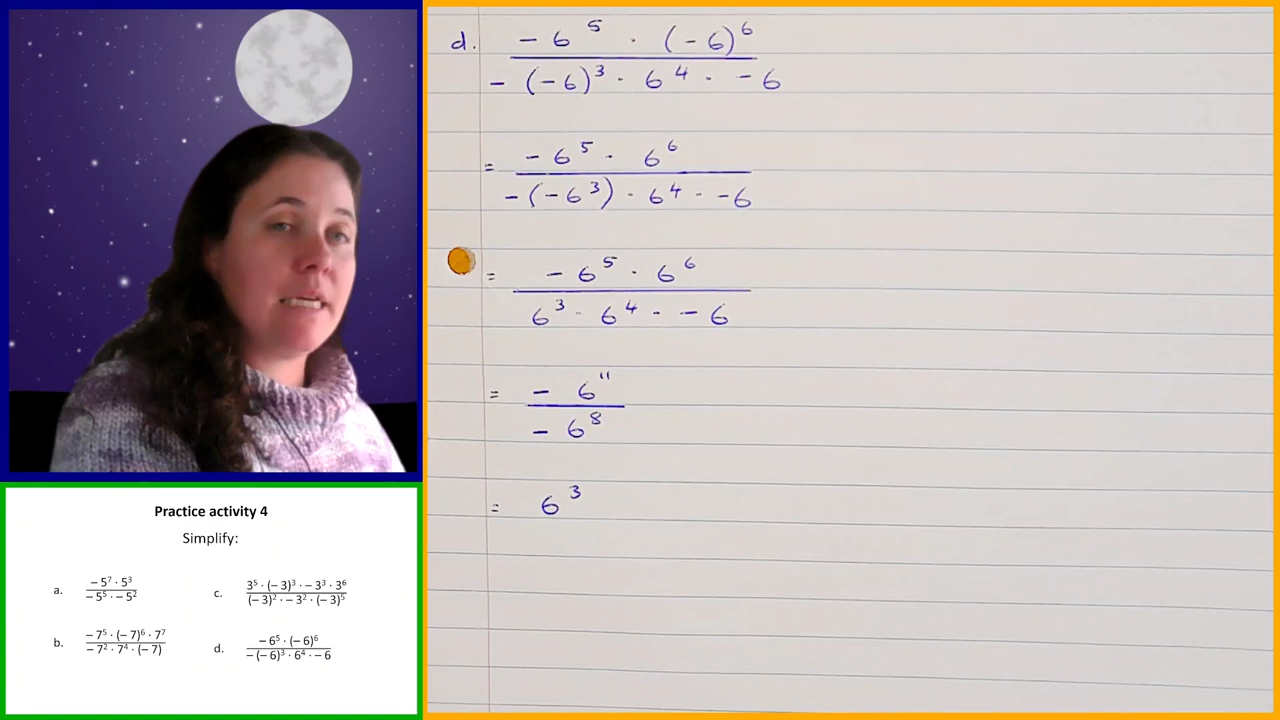 d. − 6⁵ · (−6)⁶
− (−6)³ · 6⁴ · −6
= −6⁵ · 6⁶
−(−6³) · 6⁴ · −6
= −6⁵ · 6⁶
6³ · 6⁴ · −6
= − 6¹¹
− 6⁸
= 6³
Practice activity 4
Simplify:
a. −5⁷ · 5³
−5⁵ · −5²
b. −7⁵ · (−7)⁶ · 7⁷
−7² · 7⁴ · (−7)
c. 3⁵ · (−3)³ · −3³ · 3⁶
(−3)² · −3² · (−3)⁵
d. −6⁵ · (−6)⁶
−(−6)³ · 6⁴ · −6